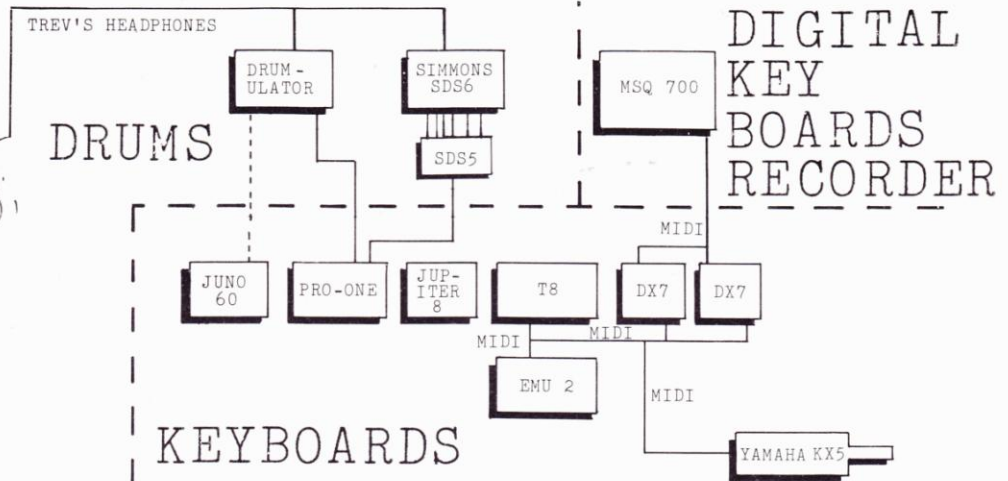 TREV'S HEADPHONES
DRUM-
ULATOR
SIMMONS
SDS6
SDS5
DRUMS
MSQ 700
DIGITAL
KEY
BOARDS
RECORDER
MIDI
JUNO
60
PRO-ONE
JUP-
ITER
8
T8
DX7
DX7
MIDI
MIDI
EMU 2
MIDI
KEYBOARDS
YAMAHA KX5